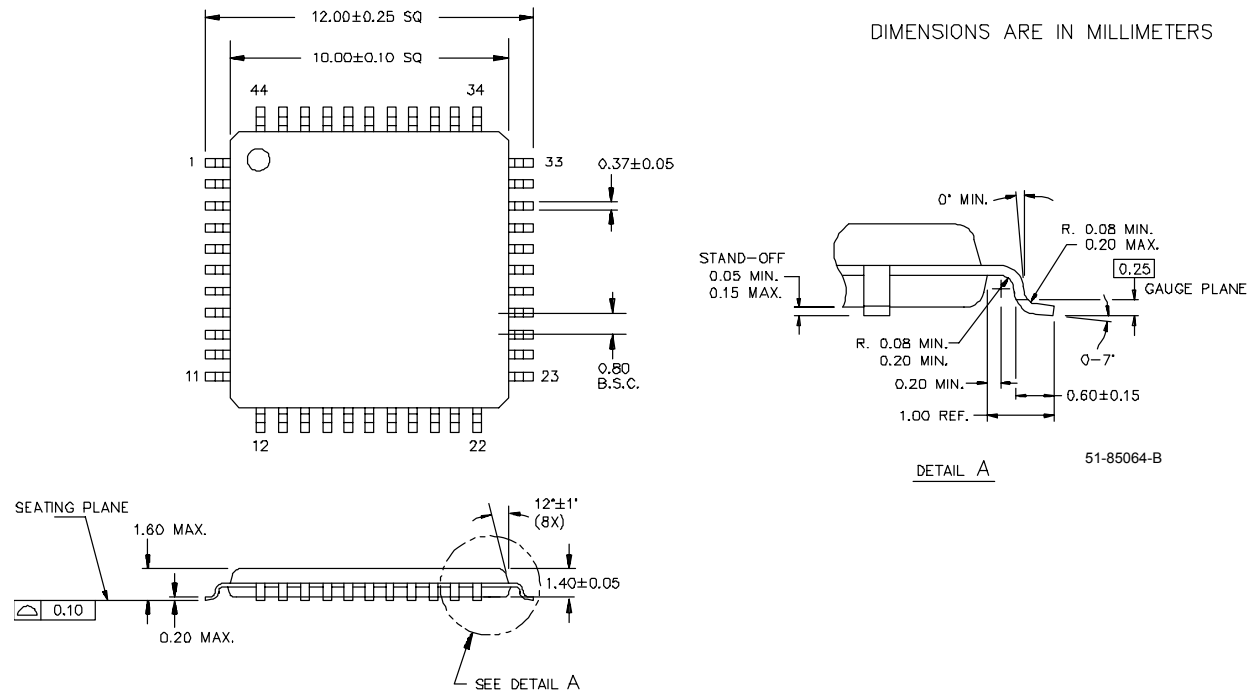 12.00±0.25 SQ
DIMENSIONS ARE IN MILLIMETERS
10.00±0.10 SQ
44
34
1
33
0.37±0.05
0° MIN.
R. 0.08 MIN.
0.20 MAX.
STAND-OFF
0.05 MIN.
0.15 MAX.
0.25
GAUGE PLANE
R. 0.08 MIN.
0.20 MIN.
0-7°
0.80
B.S.C.
11
23
0.20 MIN.
0.60±0.15
1.00 REF.
12
22
DETAIL A
51-85064-B
SEATING PLANE
1.60 MAX.
12°±1°
(8X)
1.40±0.05
0.10
0.20 MAX.
SEE DETAIL A